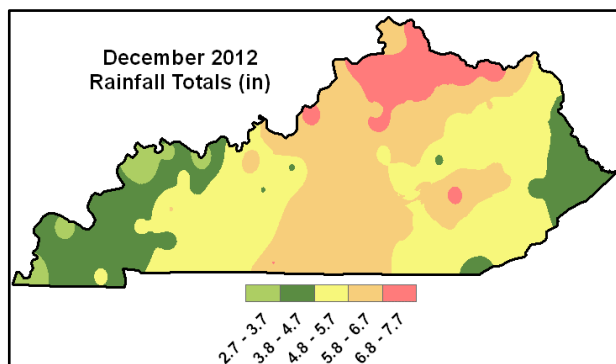 December 2012
Rainfall Totals (in)
2.7 - 3.7
3.8 - 4.7
4.8 - 5.7
5.8 - 6.7
6.8 - 7.7